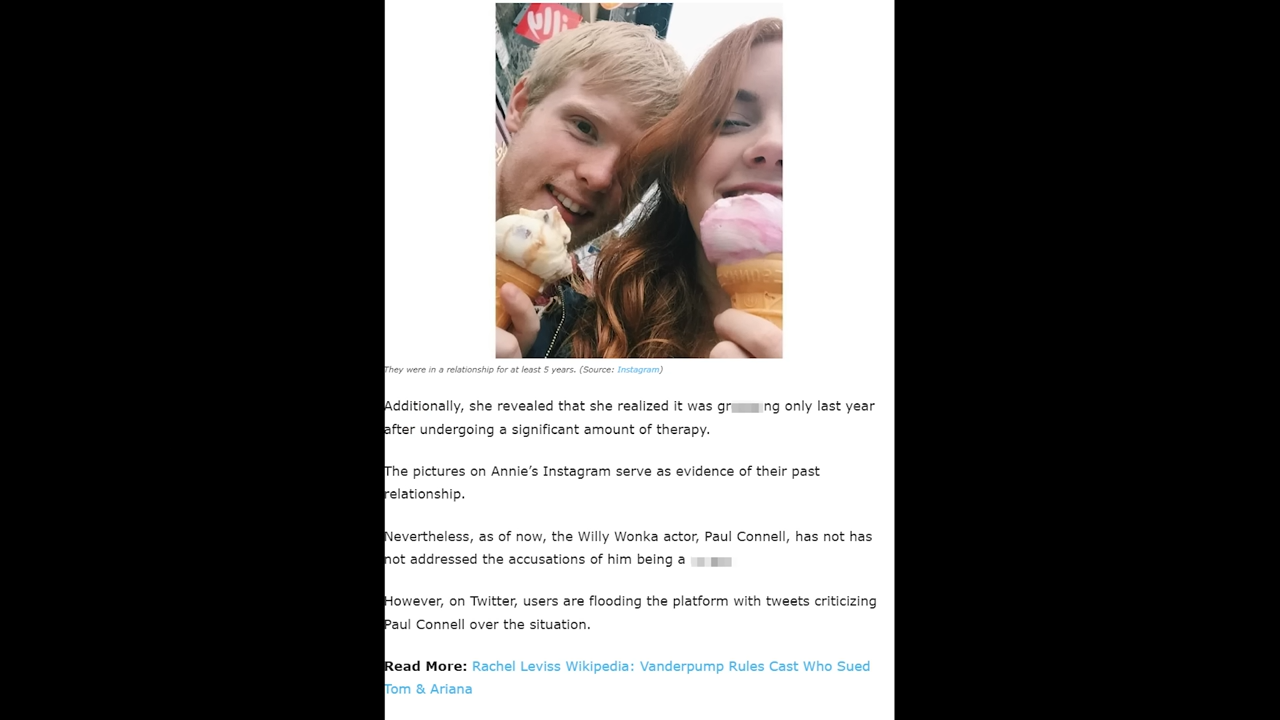 They were in a relationship for at least 5 years. (Source: Instagram)
Additionally, she revealed that she realized it was only last year
after undergoing a significant amount of therapy.
The pictures on Annie’s Instagram serve as evidence of their past
relationship.
Nevertheless, as of now, the Willy Wonka actor, Paul Connell, has not has
not addressed the accusations of him being a
However, on Twitter, users are flooding the platform with tweets criticizing
Paul Connell over the situation.
Read More: Rachel Leviss Wikipedia: Vanderpump Rules Cast Who Sued
Tom & Ariana